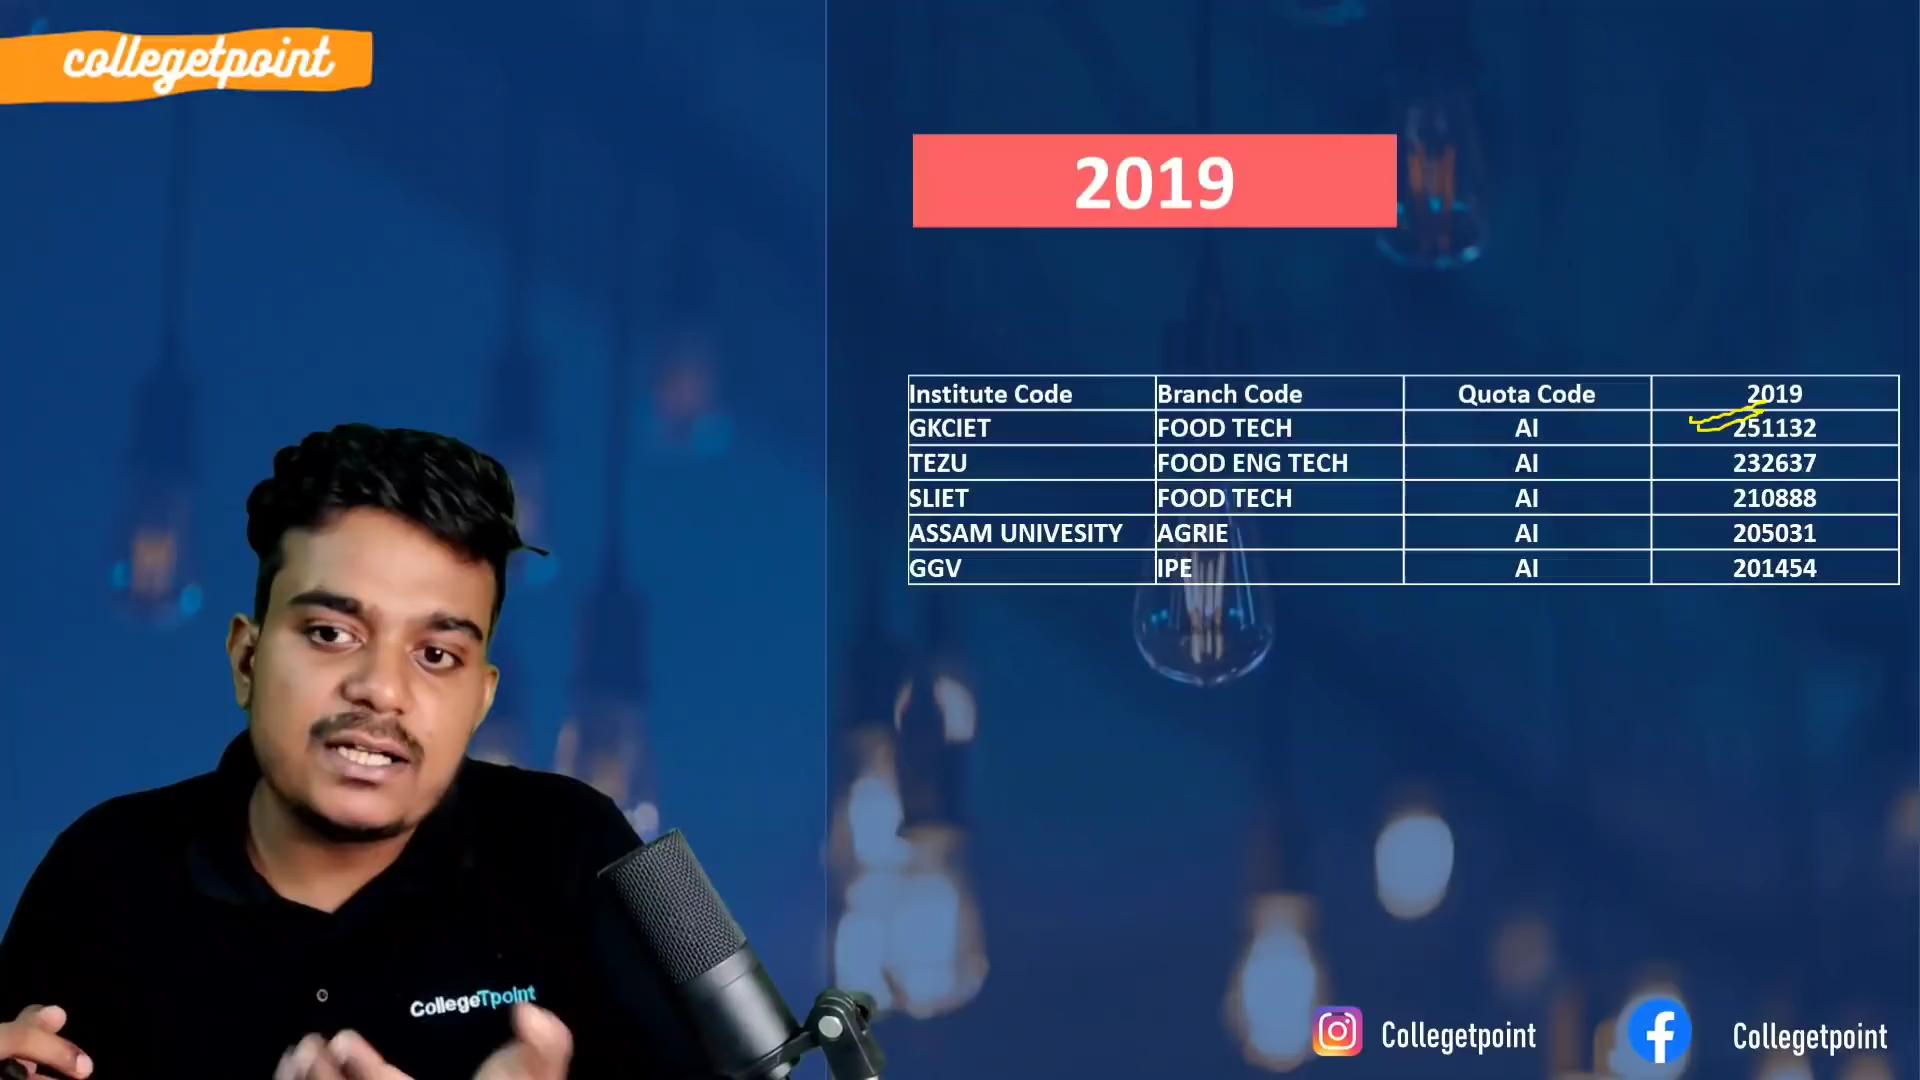 collegetpoint
2019
Institute Code Branch Code Quota Code 2019
GKCIET FOOD TECH AI 251132
TEZU FOOD ENG TECH AI 232637
SLIET FOOD TECH AI 210888
ASSAM UNIVESITY AGRIE AI 205031
GGV IPE AI 201454
CollegeTpoint
Collegetpoint Collegetpoint